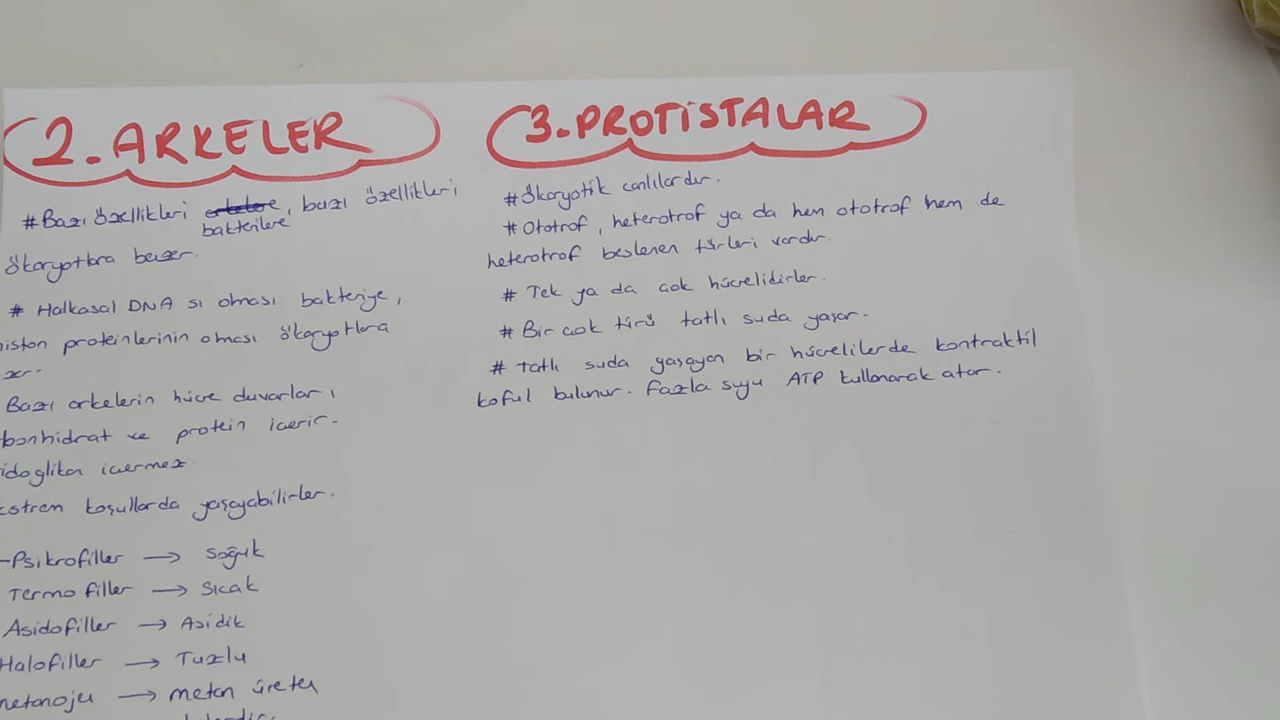 2. ARKELER
#Bazı özellikleri bakterilere, bazı özellikleri
ökaryotlara benzer.
# Halkasal DNA sı olması bakteriye,
iston proteinlerinin olması ökaryotlara
zer.
Bazı arkelerin hücre duvarları
bonhidrat ve protein içerir.
idoglikan içermez.
kstrem koşullarda yaşayabilirler.
-Psikrofiller → Soğuk
Termofiller → Sıcak
Asidofiller → Asidik
Halofiller → Tuzlu
metanojen → metan üreten
3. PROTİSTALAR
#Ökaryotik canlılardır.
# Ototrof, heterotrof ya da hem ototrof hem de
heterotrof beslenen türleri vardır.
# Tek ya da çok hücrelidirler.
# Bir çok türü tatlı suda yaşar.
# tatlı suda yaşayan bir hücrelilerde kontraktil
koful bulunur. Fazla suyu ATP kullanarak atar.